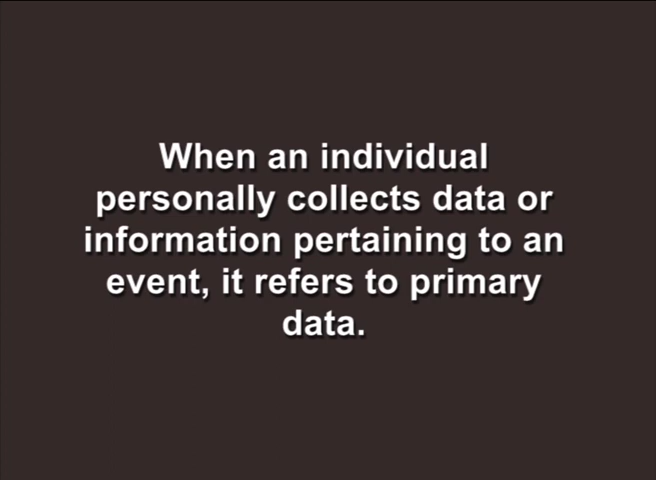 When an individual
personally collects data or
information pertaining to an
event, it refers to primary
data.